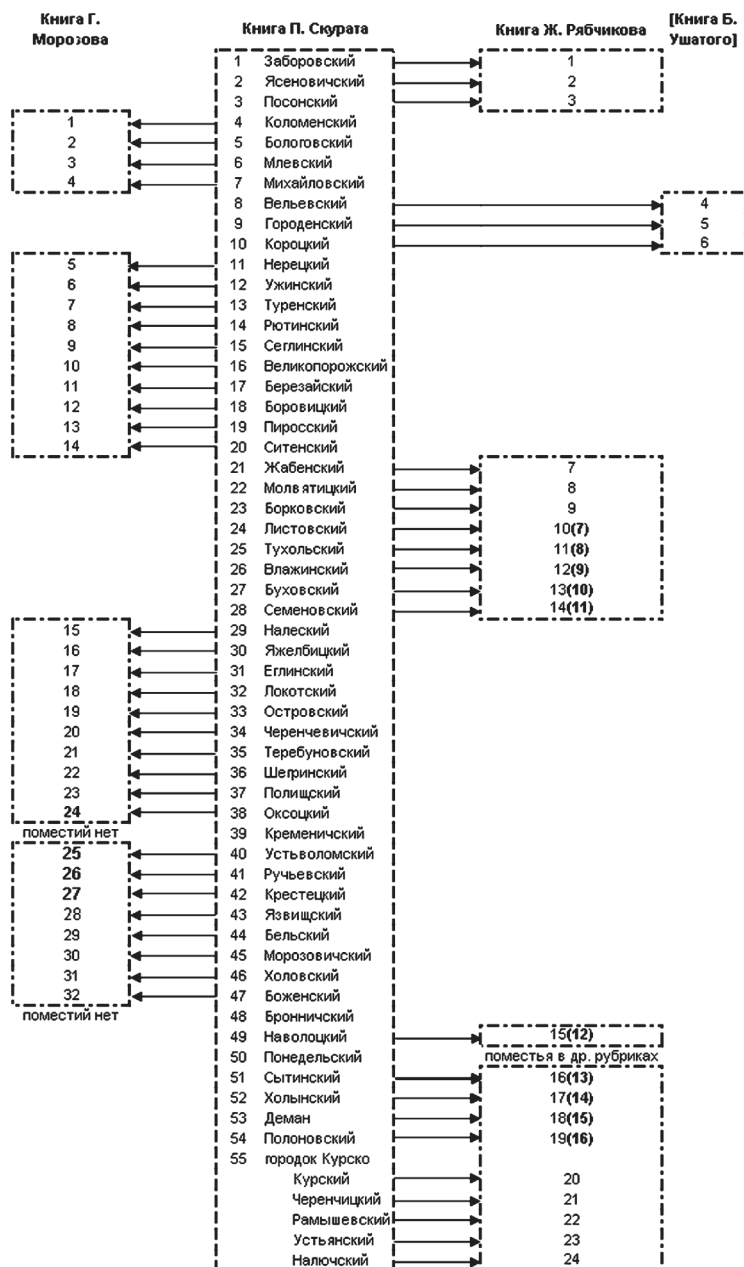 Книга Г. Морозова Книга П. Скурата Книга Ж. Рябчикова [Книга Б. Ушатого]
1 Заборовский 1
2 Ясеновичский 2
3 Посонский 3
1 4 Коломенский
2 5 Бологовский
3 6 Млевский
4 7 Михайловский
8 Вельевский 4
9 Городенский 5
10 Короцкий 6
5 11 Нерецкий
6 12 Ужинский
7 13 Туренский
8 14 Рютинский
9 15 Сеглинский
10 16 Великопорожский
11 17 Березайский
12 18 Боровицкий
13 19 Пиросский
14 20 Ситенский
21 Жабенский 7
22 Молвятицкий 8
23 Борковский 9
24 Листовский 10(7)
25 Тухольский 11(8)
26 Влажинский 12(9)
27 Буховский 13(10)
28 Семеновский 14(11)
15 29 Налеский
16 30 Яжелбицкий
17 31 Еглинский
18 32 Локотский
19 33 Островский
20 34 Черенчевичский
21 35 Теребуновский
22 36 Шегринский
23 37 Полищский
24 38 Оксоцкий
поместий нет 39 Кременичский
25 40 Устьволомский
26 41 Ручьевский
27 42 Крестецкий
28 43 Язвищский
29 44 Бельский
30 45 Морозовичский
31 46 Холовский
32 47 Боженский
поместий нет 48 Бронничский
49 Наволоцкий 15(12)
50 Понедельский поместья в др. рубриках
51 Сытинский 16(13)
52 Холынский 17(14)
53 Деман 18(15)
54 Полоновский 19(16)
55 городок Курско
Курский 20
Черенчицкий 21
Рамышевский 22
Устьянский 23
Налючский 24